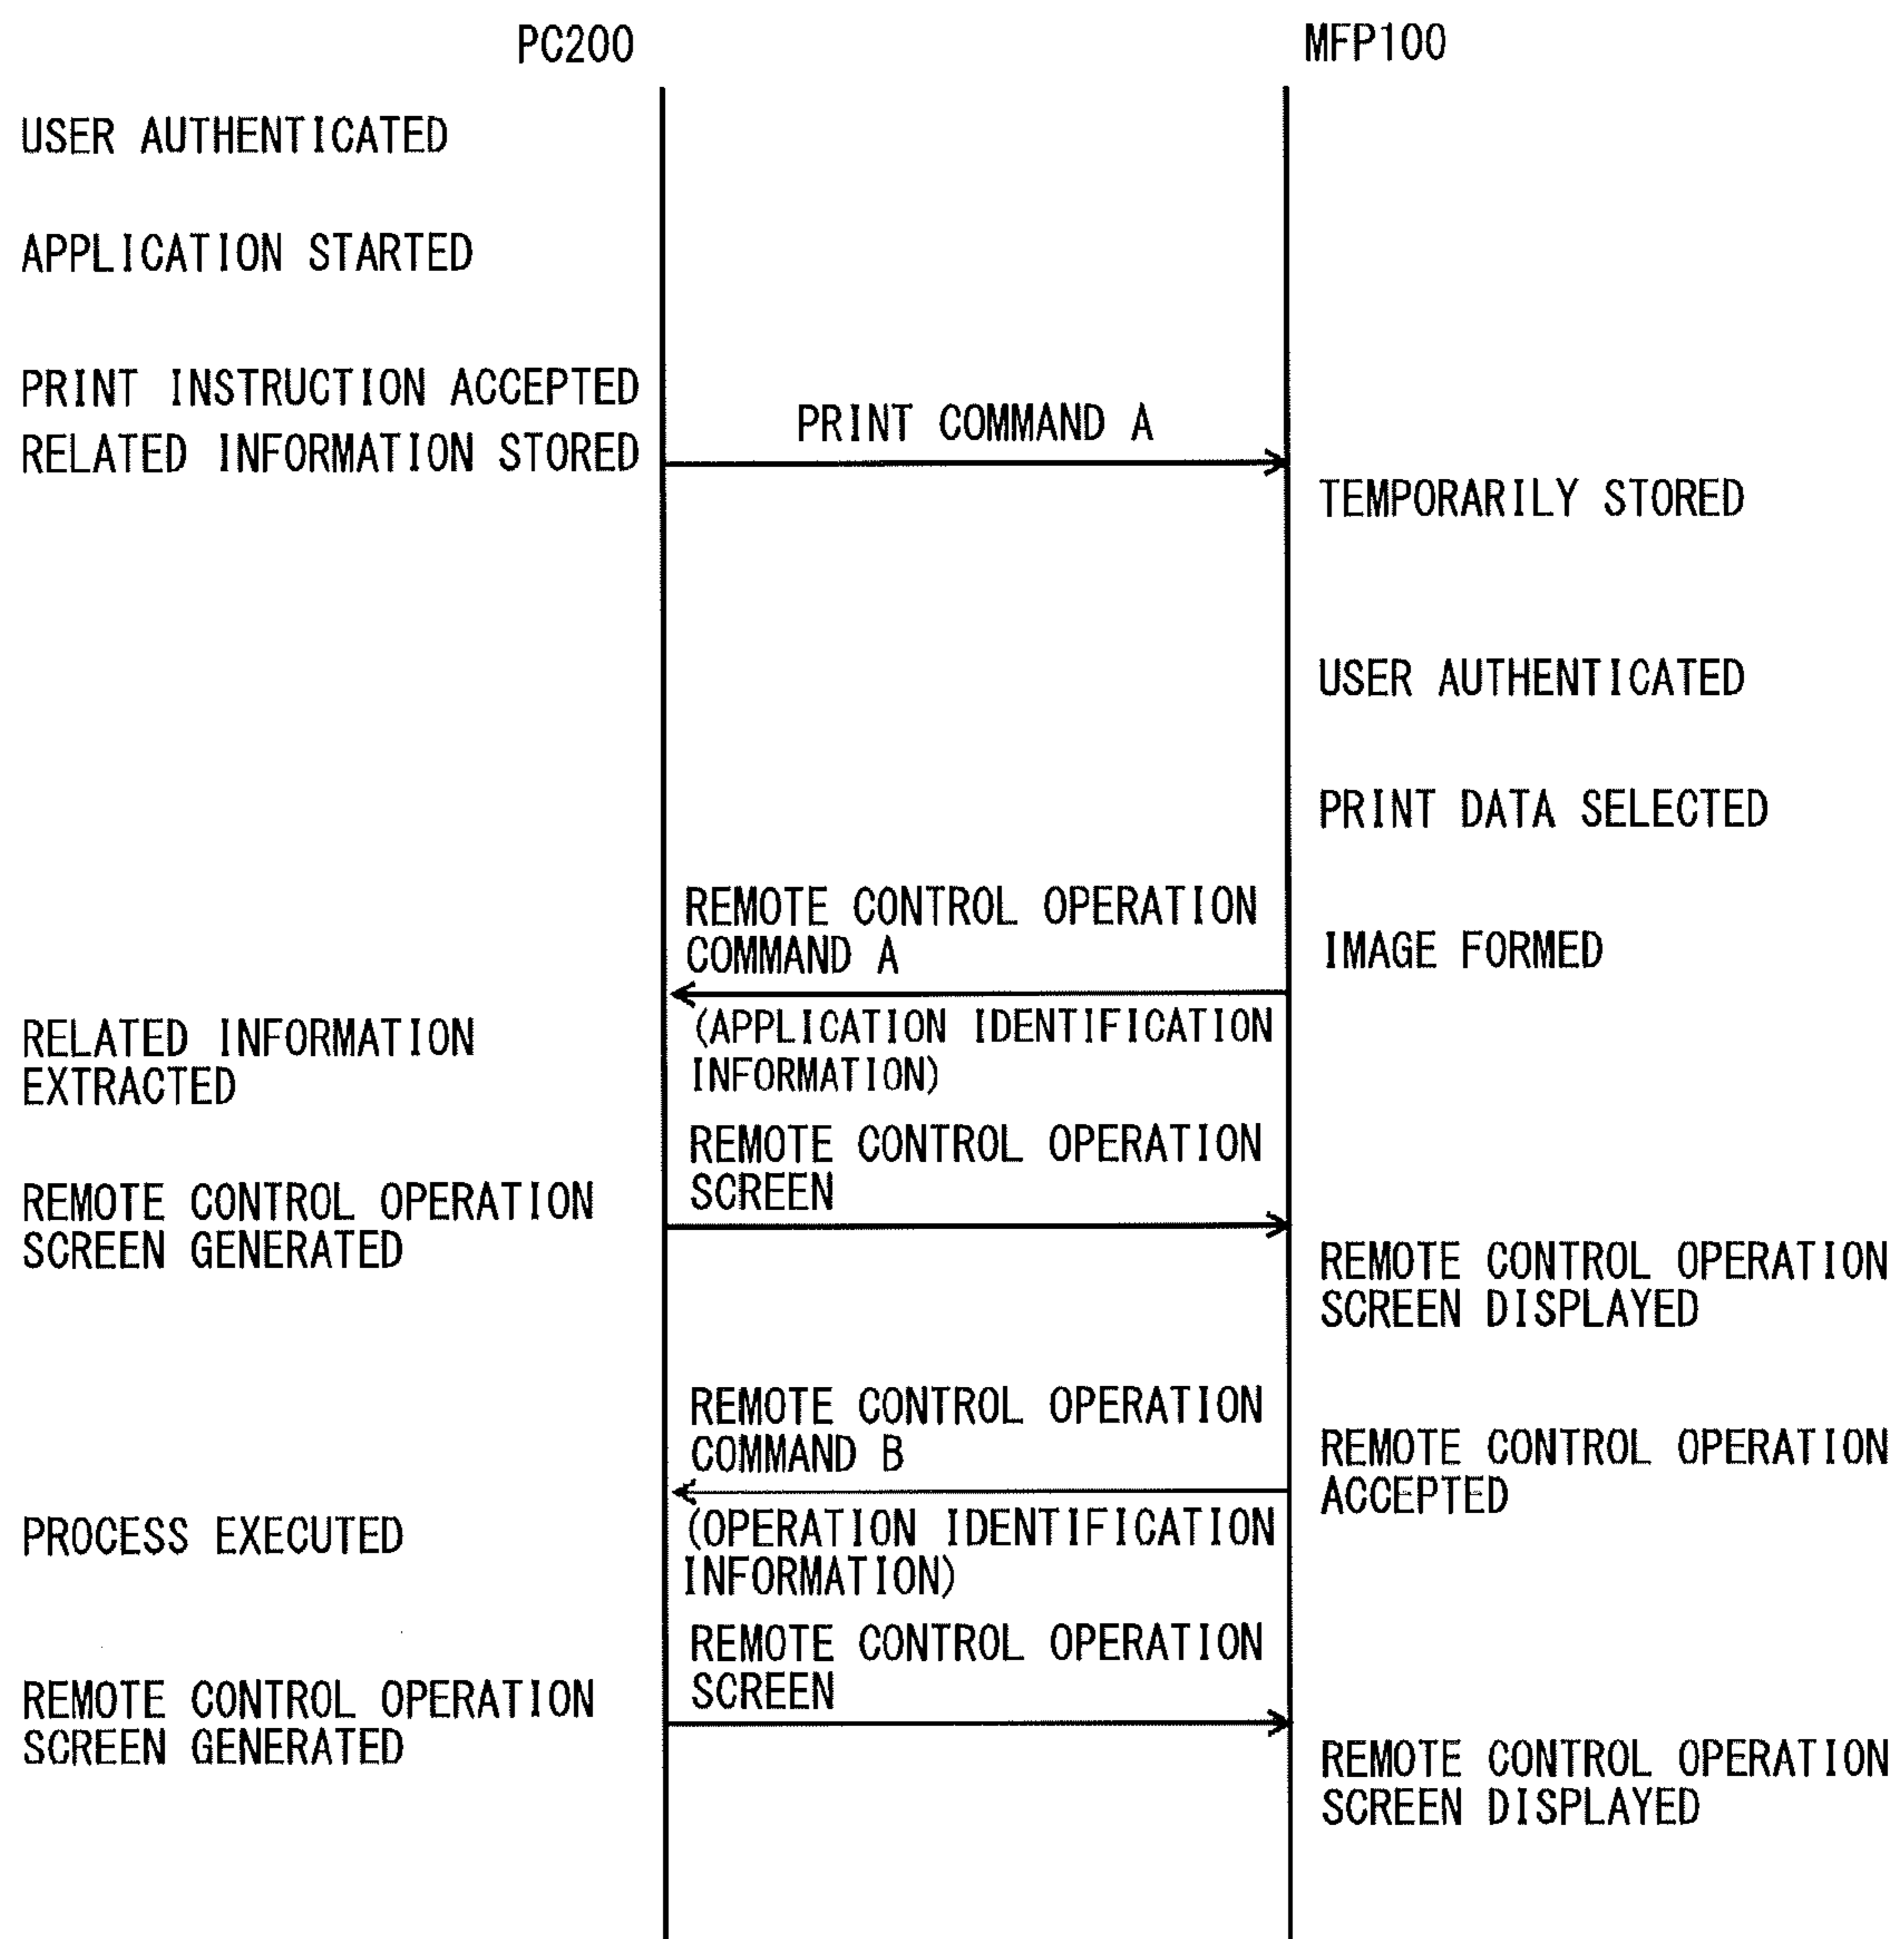 PC200
MFP100
USER AUTHENTICATED
APPLICATION STARTED
PRINT INSTRUCTION ACCEPTED
RELATED INFORMATION STORED
PRINT COMMAND A
TEMPORARILY STORED
USER AUTHENTICATED
PRINT DATA SELECTED
REMOTE CONTROL OPERATION
COMMAND A
IMAGE FORMED
(APPLICATION IDENTIFICATION
INFORMATION)
RELATED INFORMATION
EXTRACTED
REMOTE CONTROL OPERATION
SCREEN
REMOTE CONTROL OPERATION
SCREEN GENERATED
REMOTE CONTROL OPERATION
SCREEN DISPLAYED
REMOTE CONTROL OPERATION
COMMAND B
REMOTE CONTROL OPERATION
ACCEPTED
(OPERATION IDENTIFICATION
INFORMATION)
PROCESS EXECUTED
REMOTE CONTROL OPERATION
SCREEN
REMOTE CONTROL OPERATION
SCREEN GENERATED
REMOTE CONTROL OPERATION
SCREEN DISPLAYED